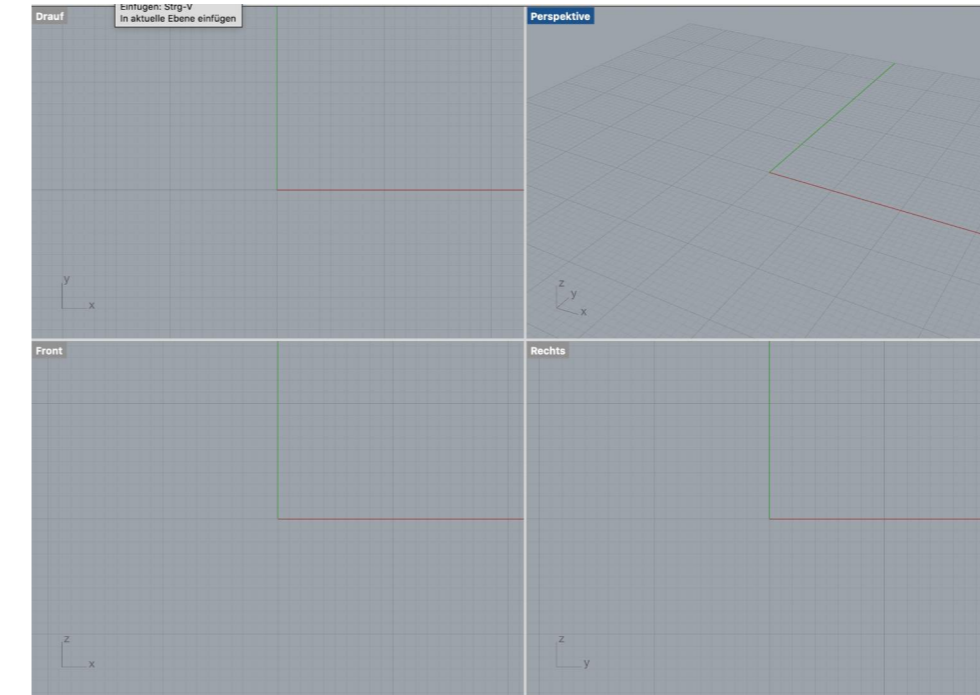 Drauf
Einfügen: Strg-V
In aktuelle Ebene einfügen
Perspektive
y
x
z
y
x
Front
Rechts
z
x
z
y